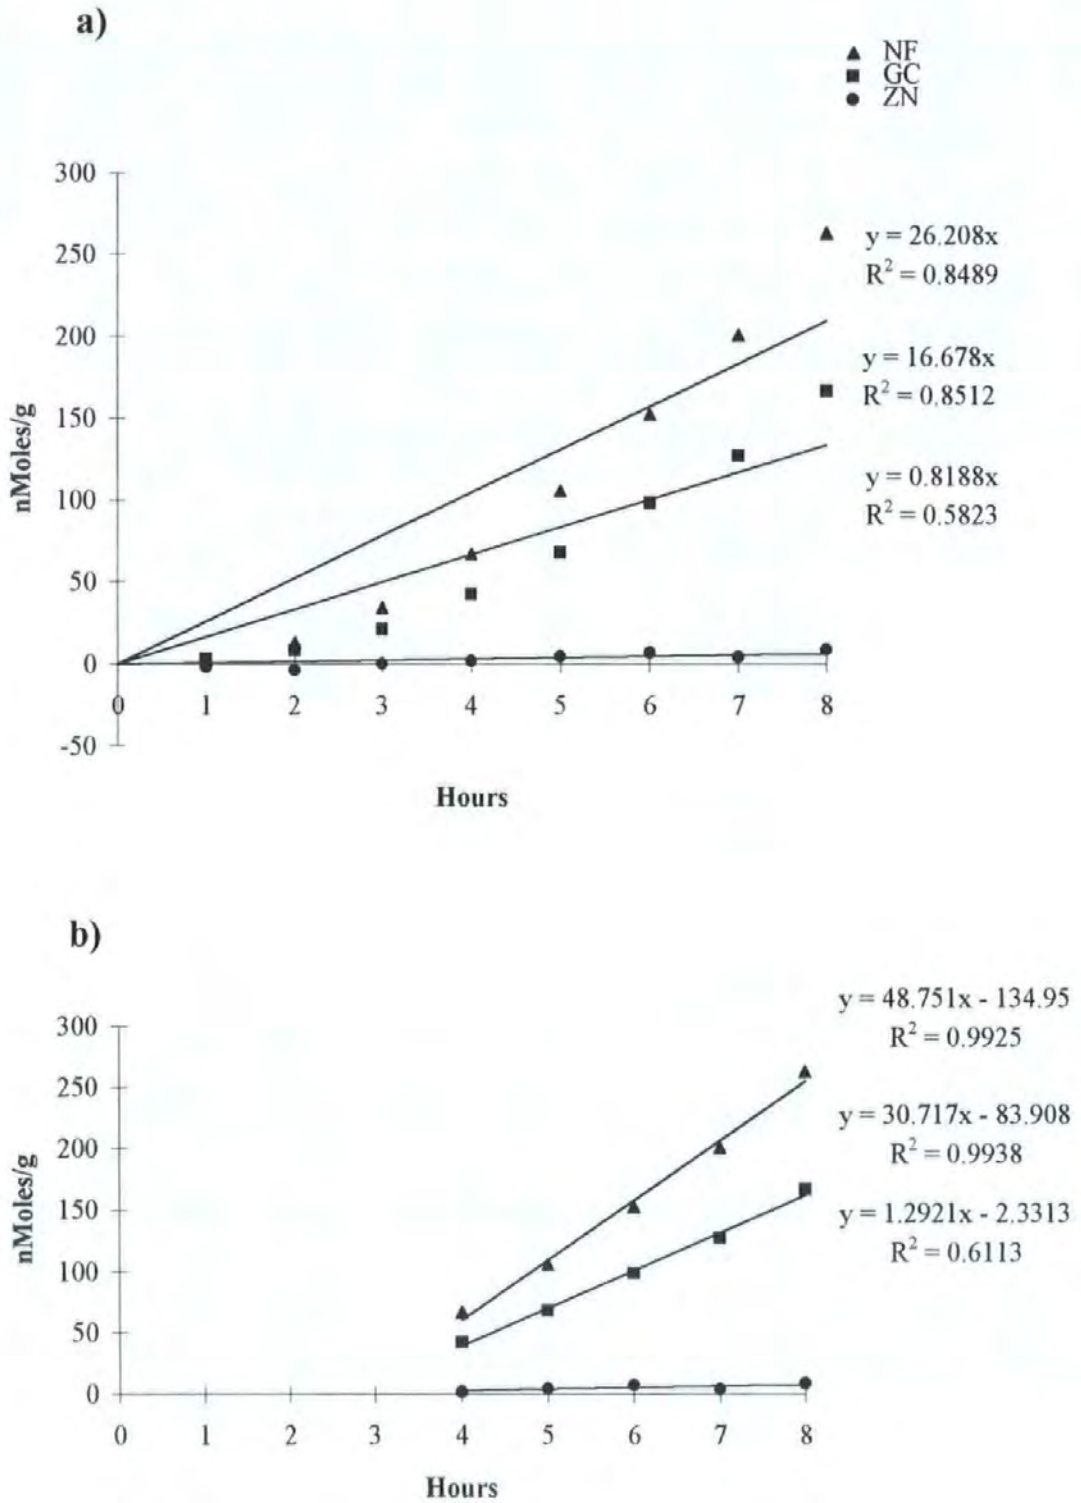 a)
NF
GC
ZN
300
250
200
150
100
50
0
-50
nMoles/g
0 1 2 3 4 5 6 7 8
Hours
y = 26.208x
R² = 0.8489
y = 16.678x
R² = 0.8512
y = 0.8188x
R² = 0.5823
b)
300
250
200
150
100
50
0
nMoles/g
0 1 2 3 4 5 6 7 8
Hours
y = 48.751x - 134.95
R² = 0.9925
y = 30.717x - 83.908
R² = 0.9938
y = 1.2921x - 2.3313
R² = 0.6113